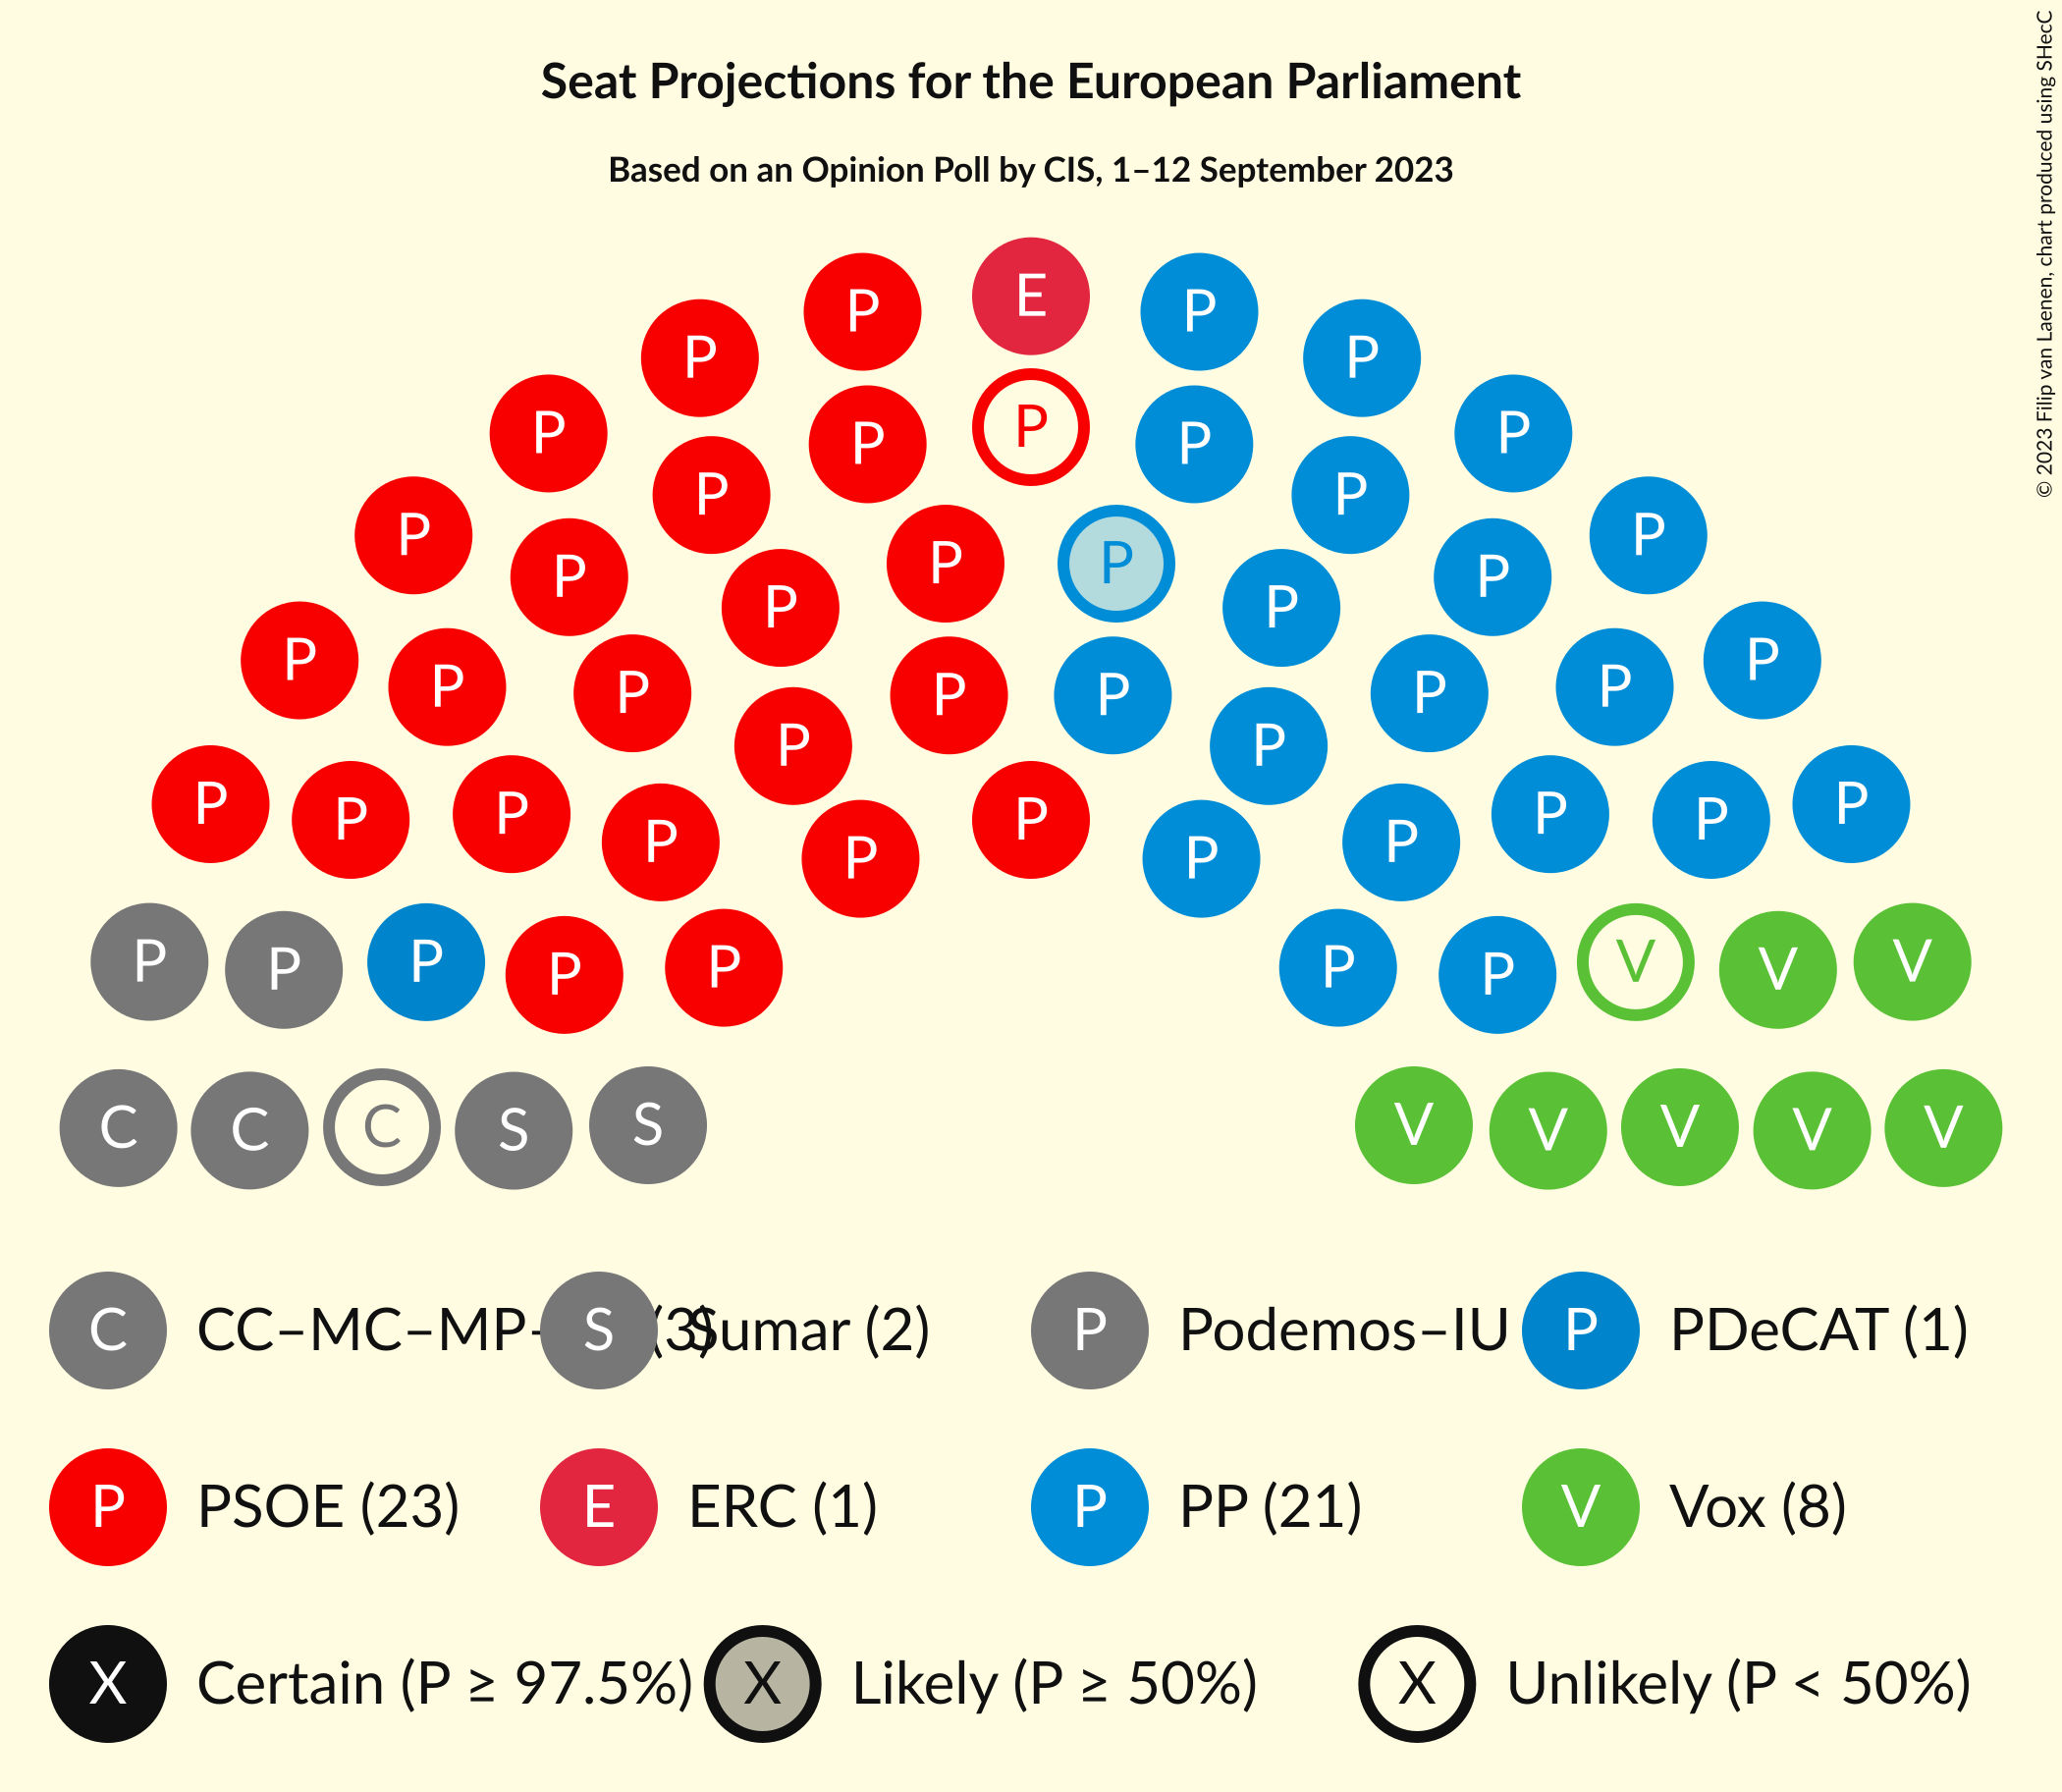 Seat Projections for the European Parliament
Based on an Opinion Poll by CIS, 1–12 September 2023
© 2023 Filip van Laenen, chart produced using SHecC
E
P P
P P
P P P
P P P P
P P
P P P P
P P
P P P P
P P P P
P P
P P P P
P P P P
P P P
P P P V V
P P P P P
C C C S S V V V V V
C CC–MC–MP– (3) S Sumar (2) P Podemos–IU P PDeCAT (1)
P PSOE (23) E ERC (1) P PP (21) V Vox (8)
X Certain (P ≥ 97.5%) X Likely (P ≥ 50%) X Unlikely (P < 50%)